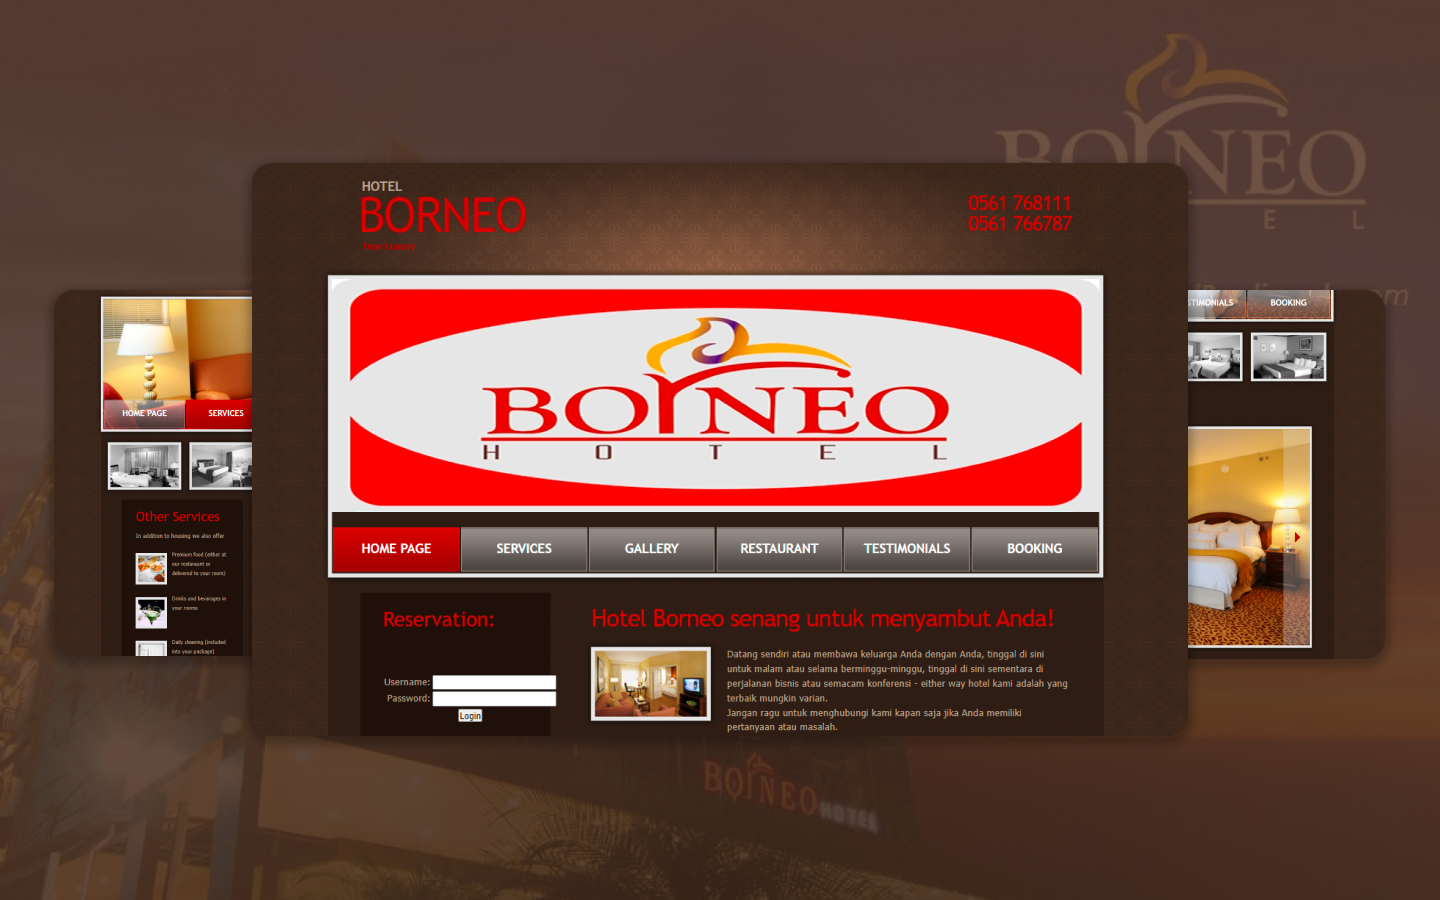 BORNEO
E L
HOTEL
BORNEO
True Luxury
0561 768111
0561 766787
BORNEO
H O T E L
HOME PAGE SERVICES GALLERY RESTAURANT TESTIMONIALS BOOKING
Reservation:
Username:
Password:
Login
Hotel Borneo senang untuk menyambut Anda!
Datang sendiri atau membawa keluarga Anda dengan Anda, tinggal di sini
untuk malam atau selama berminggu-minggu, tinggal di sini sementara di
perjalanan bisnis atau semacam konferensi - either way hotel kami adalah yang
terbaik mungkin varian.
Jangan ragu untuk menghubungi kami kapan saja jika Anda memiliki
pertanyaan atau masalah.
HOME PAGE SERVICES
Other Services
In addition to housing we also offer
Premium food (either at
our restaraunt or
delivered to your room)
Drinks and bevarages in
your rooms
Daily cleaning (included
into your package)
TIMONIALS BOOKING
BORNEO HOTEL